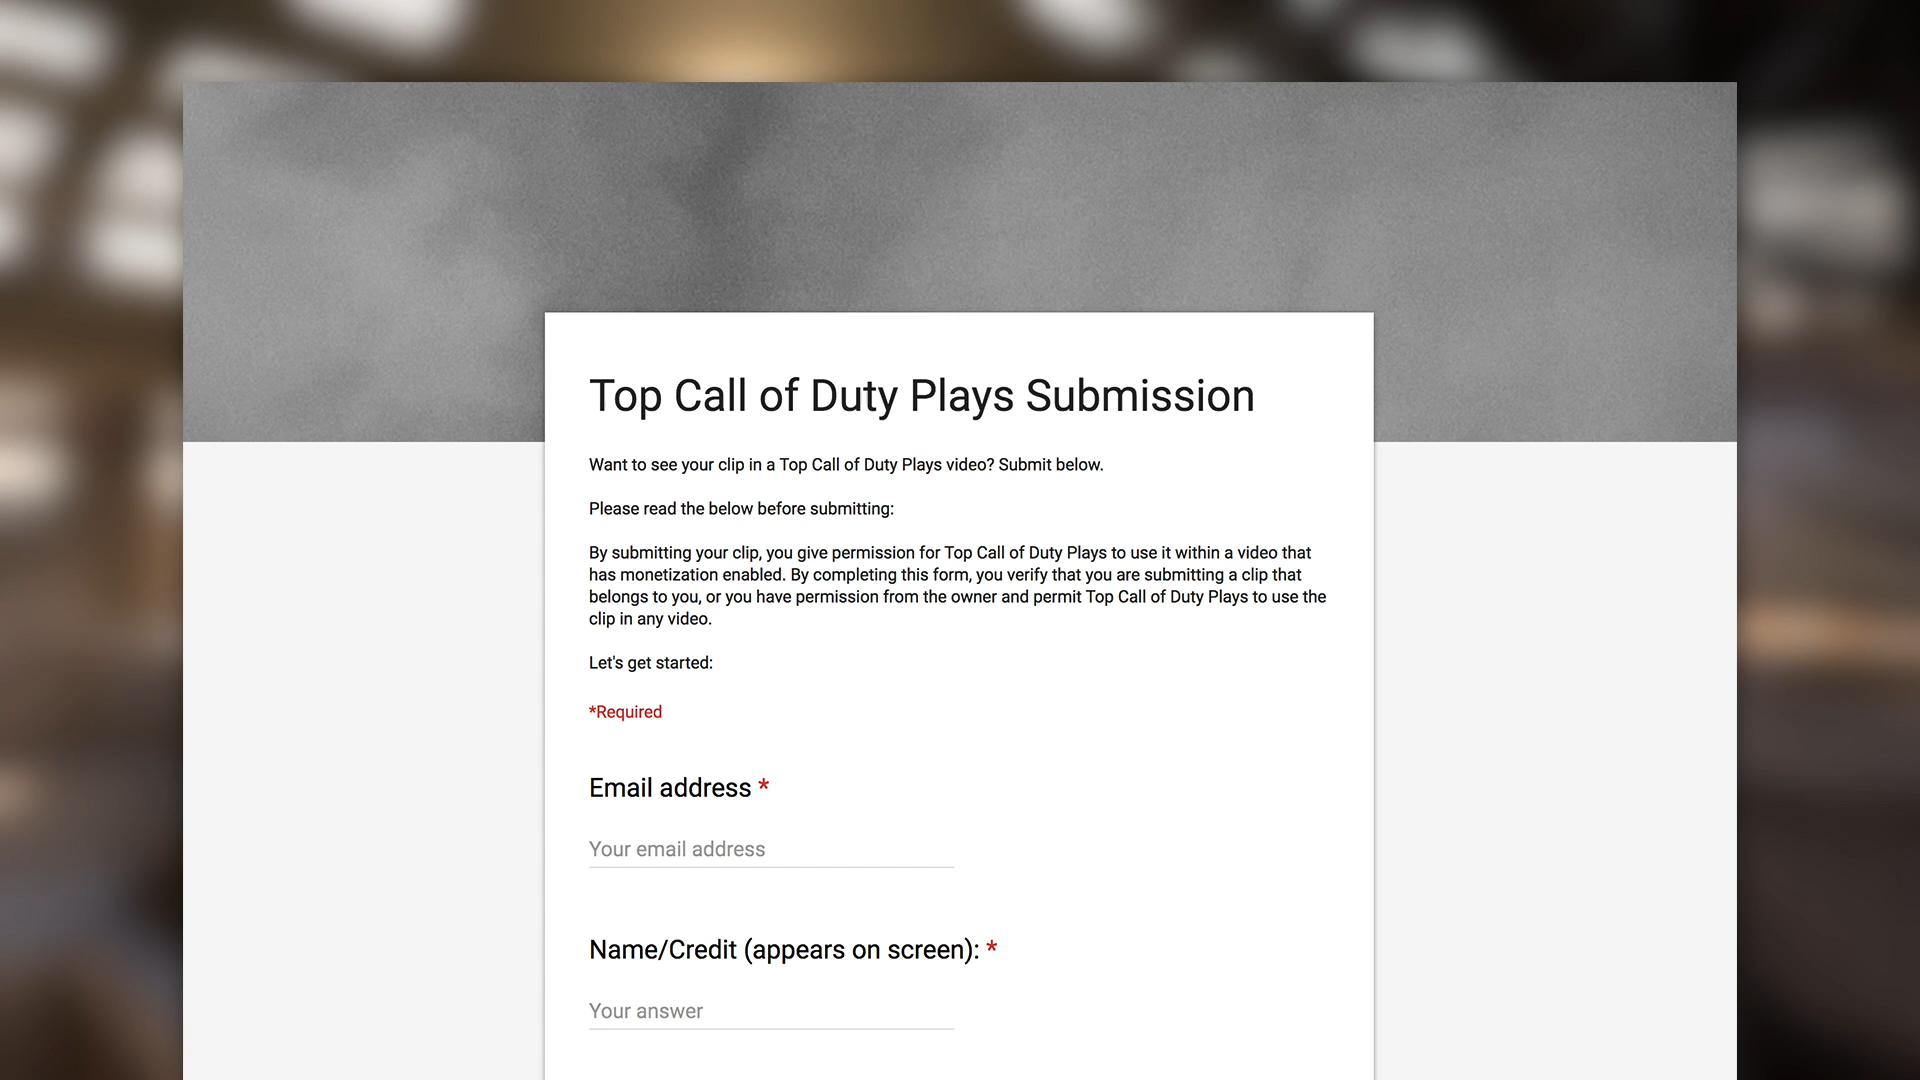 Top Call of Duty Plays Submission
Want to see your clip in a Top Call of Duty Plays video? Submit below.
Please read the below before submitting:
By submitting your clip, you give permission for Top Call of Duty Plays to use it within a video that
has monetization enabled. By completing this form, you verify that you are submitting a clip that
belongs to you, or you have permission from the owner and permit Top Call of Duty Plays to use the
clip in any video.
Let's get started:
*Required
Email address *
Your email address
Name/Credit (appears on screen): *
Your answer